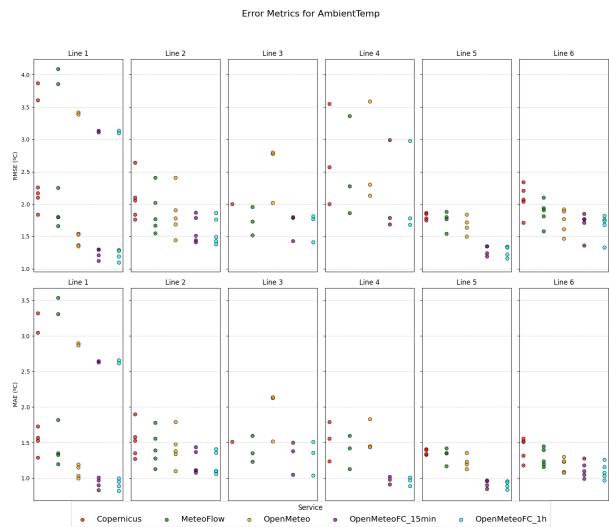 Error Metrics for AmbientTemp
Line 1 Line 2 Line 3 Line 4 Line 5 Line 6
RMSE (ºC)
4.0
3.5
3.0
2.5
2.0
1.5
1.0
Line 1 Line 2 Line 3 Line 4 Line 5 Line 6
MAE (ºC)
3.5
3.0
2.5
2.0
1.5
1.0
Service
Copernicus MeteoFlow OpenMeteo OpenMeteoFC_15min OpenMeteoFC_1h